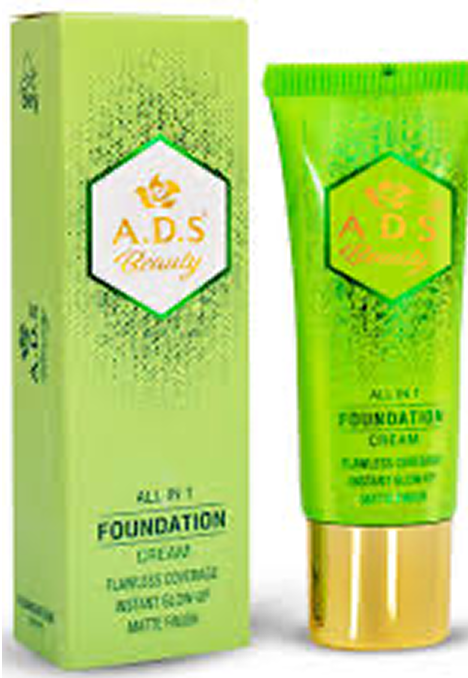 A.D.S
Beauty
ALL IN 1
FOUNDATION
CREAM
FLAWLESS COVERAGE
INSTANT GLOW-UP
MATTE FINISH
A.D.S
A D S
Beauty
ALL IN 1
FOUNDATION
CREAM
FLAWLESS COVERAGE
INSTANT GLOW-UP
MATTE FINISH